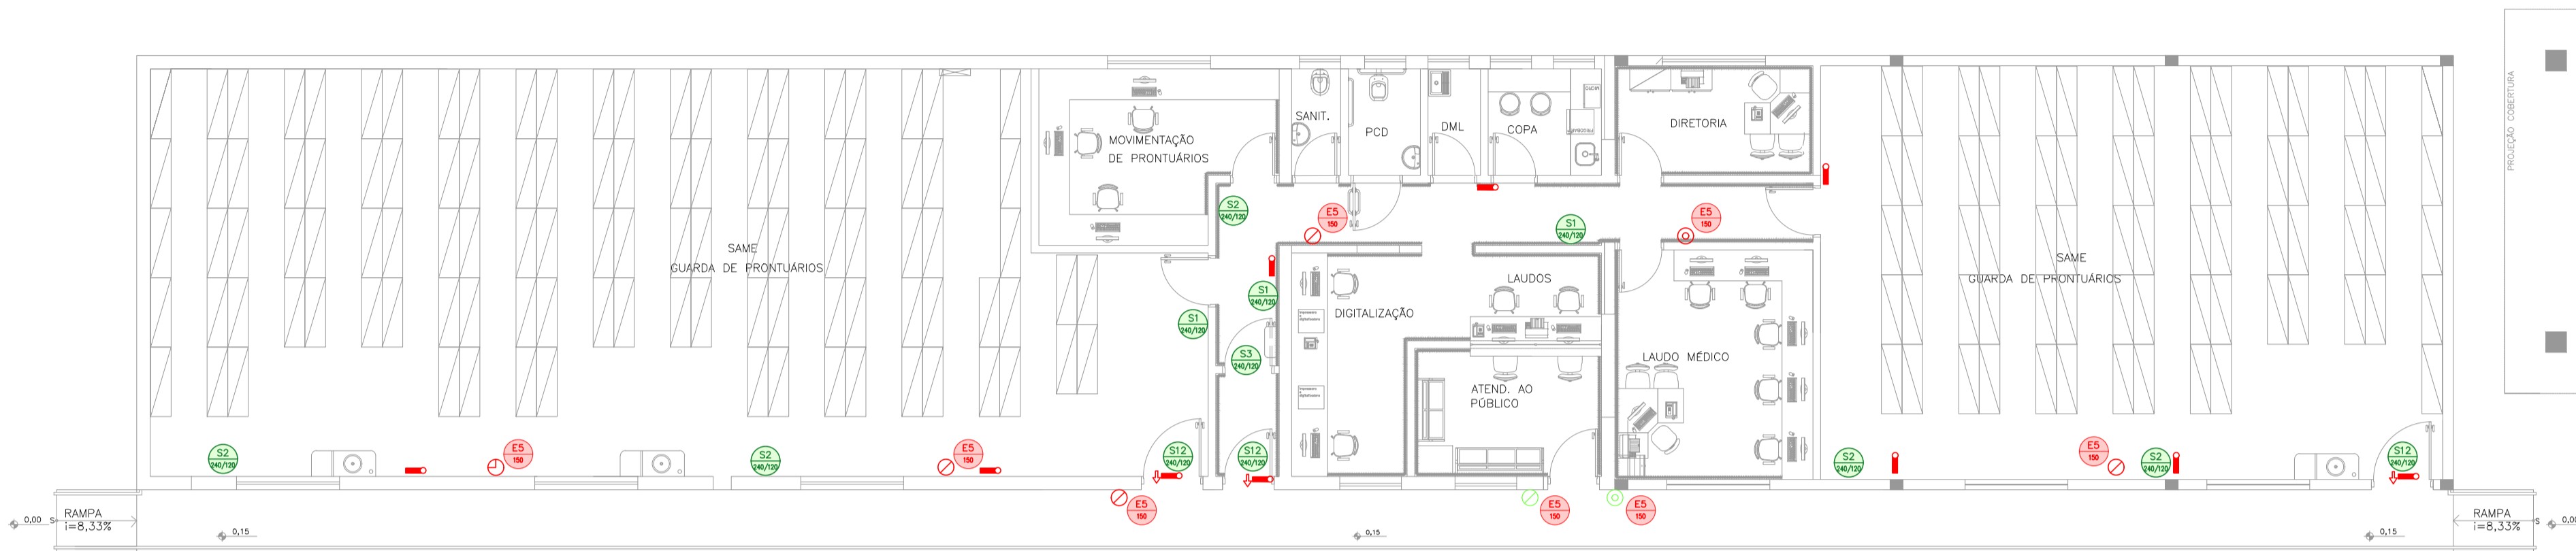 PROJEÇÃO COBERTURA
SANIT.
PCD
DML
COPA
MICRO
FRIGOBAR
DIRETORIA
MOVIMENTAÇÃO
DE PRONTUÁRIOS
S2
240/120
E5
150
S1
240/120
E5
150
SAME
GUARDA DE PRONTUÁRIOS
SAME
GUARDA DE PRONTUÁRIOS
S1
240/120
S1
240/120
S3
240/120
DIGITALIZAÇÃO
LAUDOS
LAUDO MÉDICO
ATEND. AO
PÚBLICO
S2
240/120
E5
150
S2
240/120
E5
150
S12
240/120
S12
240/120
S2
240/120
E5
150
S2
240/120
S12
240/120
E5
150
E5
150
E5
150
0,00
S
RAMPA
i=8,33%
0,15
0,15
0,15
RAMPA
i=8,33%
S
0,00